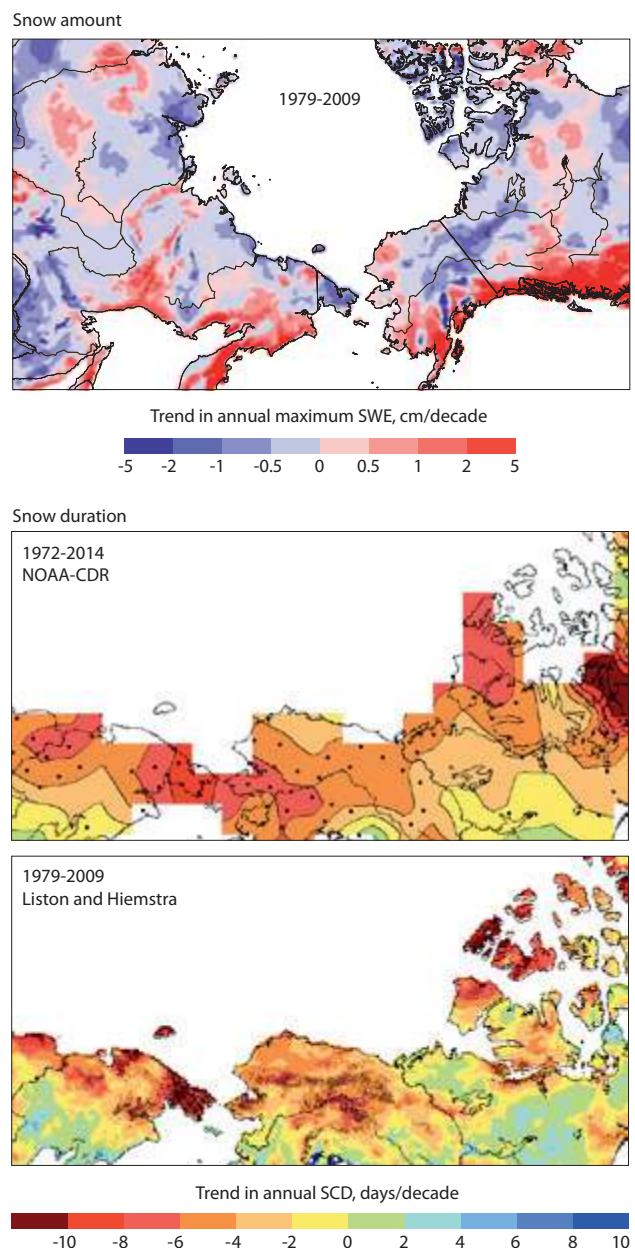 Snow amount
1979-2009
Trend in annual maximum SWE, cm/decade
-5 -2 -1 -0.5 0 0.5 1 2 5
Snow duration
1972-2014
NOAA-CDR
1979-2009
Liston and Hiemstra
Trend in annual SCD, days/decade
-10 -8 -6 -4 -2 0 2 4 6 8 10